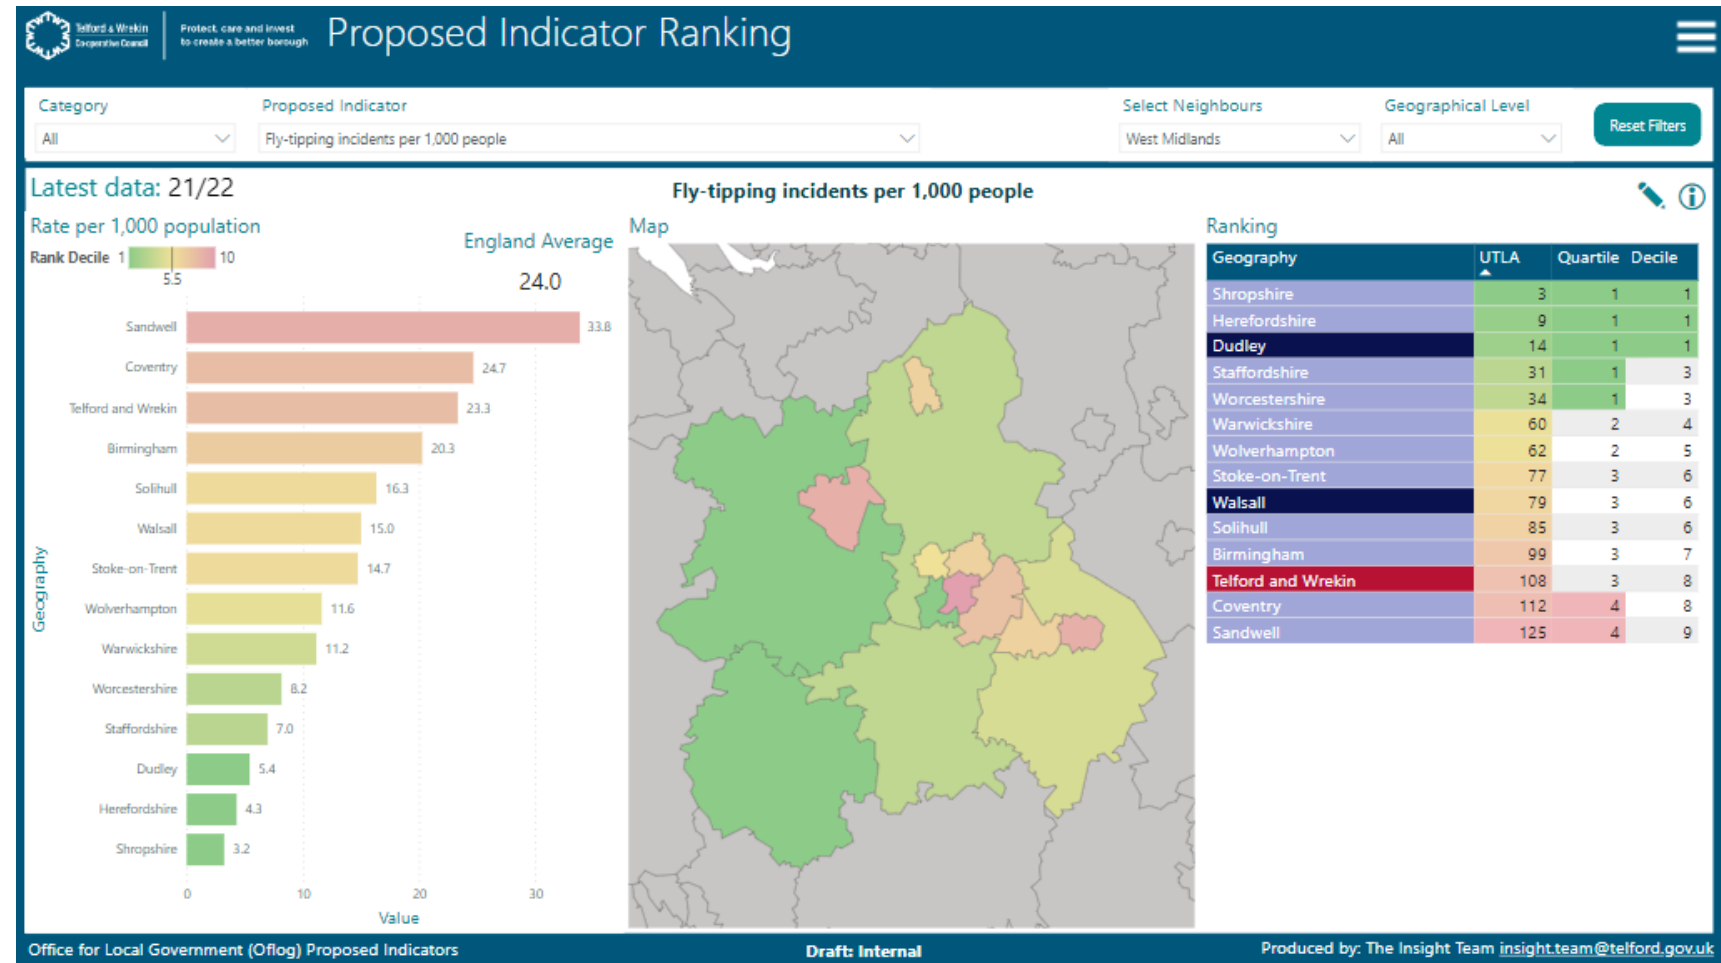 Telford & Wrekin
Co-operative Council
Protect, care and invest
to create a better borough
Proposed Indicator Ranking
Category
All
Proposed Indicator
Fly-tipping incidents per 1,000 people
Select Neighbours
West Midlands
Geographical Level
All
Reset Filters
Latest data: 21/22
Fly-tipping incidents per 1,000 people
Rate per 1,000 population
Rank Decile 1 10
5.5
England Average
24.0
Geography
Sandwell 33.8
Coventry 24.7
Telford and Wrekin 23.3
Birmingham 20.3
Solihull 16.3
Walsall 15.0
Stoke-on-Trent 14.7
Wolverhampton 11.6
Warwickshire 11.2
Worcestershire 8.2
Staffordshire 7.0
Dudley 5.4
Herefordshire 4.3
Shropshire 3.2
0 10 20 30
Value
Map
Ranking
Geography UTLA Quartile Decile
Shropshire 3 1 1
Herefordshire 9 1 1
Dudley 14 1 1
Staffordshire 31 1 3
Worcestershire 34 1 3
Warwickshire 60 2 4
Wolverhampton 62 2 5
Stoke-on-Trent 77 3 6
Walsall 79 3 6
Solihull 85 3 6
Birmingham 99 3 7
Telford and Wrekin 108 3 8
Coventry 112 4 8
Sandwell 125 4 9
Office for Local Government (Oflog) Proposed Indicators
Draft: Internal
Produced by: The Insight Team insight.team@telford.gov.uk